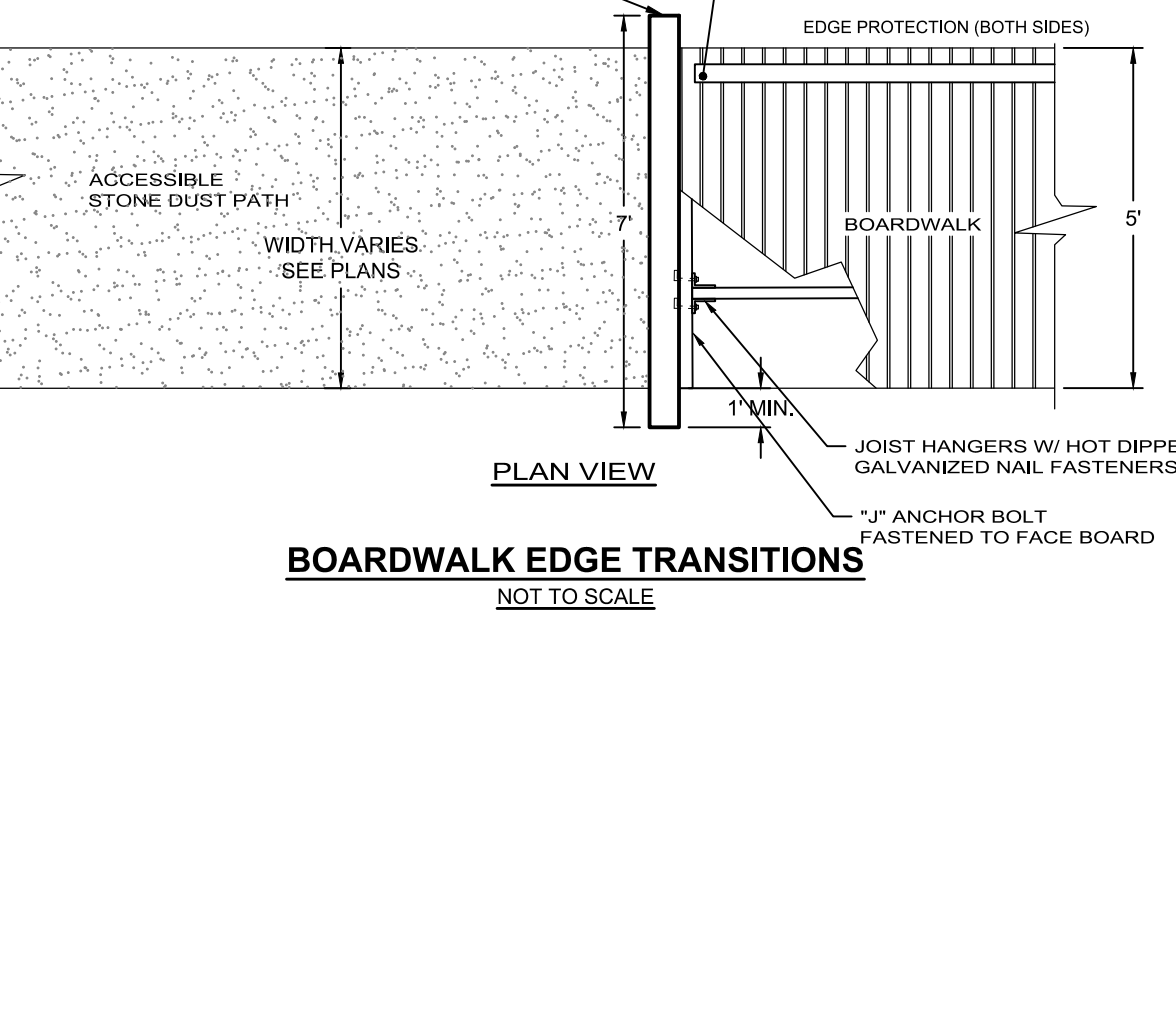 EDGE PROTECTION (BOTH SIDES)
ACCESSIBLE
STONE DUST PATH
WIDTH VARIES
SEE PLANS
7'
BOARDWALK
5'
1' MIN.
JOIST HANGERS W/ HOT DIPPE
GALVANIZED NAIL FASTENERS
"J" ANCHOR BOLT
FASTENED TO FACE BOARD
PLAN VIEW
BOARDWALK EDGE TRANSITIONS
NOT TO SCALE